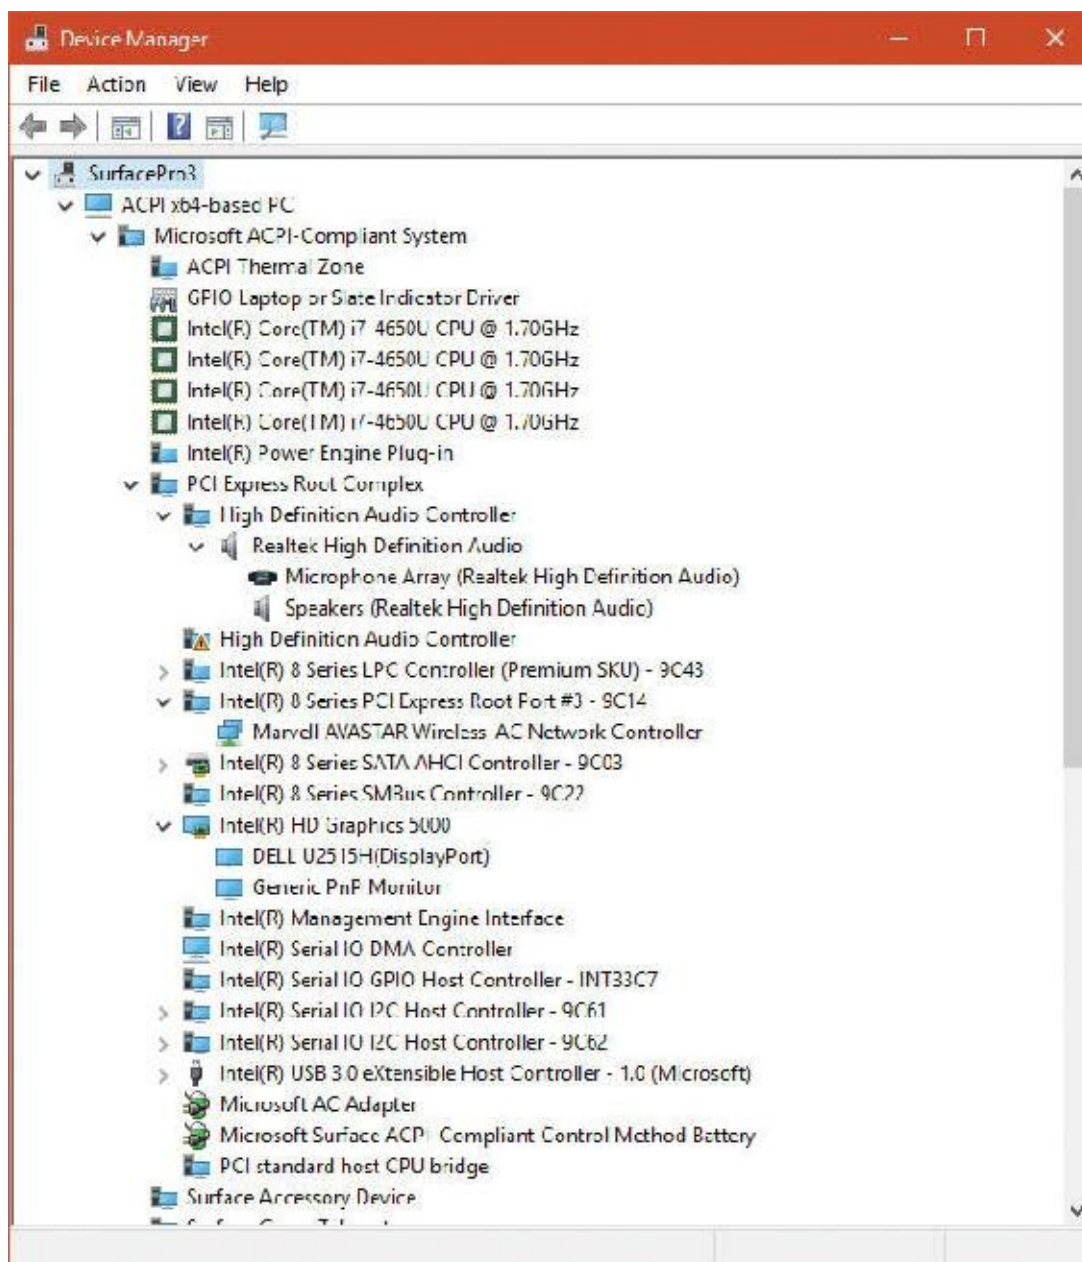 Device Manager
File Action View Help
SurfacePro3
ACPI x64-based PC
Microsoft ACPI-Compliant System
ACPI Thermal Zone
GPIO Laptop or Slate Indicator Driver
Intel(R) Core(TM) i7-4650U CPU @ 1.70GHz
Intel(R) Core(TM) i7-4650U CPU @ 1.70GHz
Intel(R) Core(TM) i7-4650U CPU @ 1.70GHz
Intel(R) Core(TM) i7-4650U CPU @ 1.70GHz
Intel(R) Power Engine Plug-in
PCI Express Root Complex
High Definition Audio Controller
Realtek High Definition Audio
Microphone Array (Realtek High Definition Audio)
Speakers (Realtek High Definition Audio)
High Definition Audio Controller
Intel(R) 8 Series LPC Controller (Premium SKU) - 9C43
Intel(R) 8 Series PCI Express Root Port #3 - 9C14
Marvell AVASTAR Wireless-AC Network Controller
Intel(R) 8 Series SATA AHCI Controller - 9C03
Intel(R) 8 Series SMBus Controller - 9C22
Intel(R) HD Graphics 5000
DELL U2515H(DisplayPort)
Generic PnP Monitor
Intel(R) Management Engine Interface
Intel(R) Serial IO DMA Controller
Intel(R) Serial IO GPIO Host Controller - INT33C7
Intel(R) Serial IO I2C Host Controller - 9C61
Intel(R) Serial IO I2C Host Controller - 9C62
Intel(R) USB 3.0 eXtensible Host Controller - 1.0 (Microsoft)
Microsoft AC Adapter
Microsoft Surface ACPI-Compliant Control Method Battery
PCI standard host CPU bridge
Surface Accessory Device